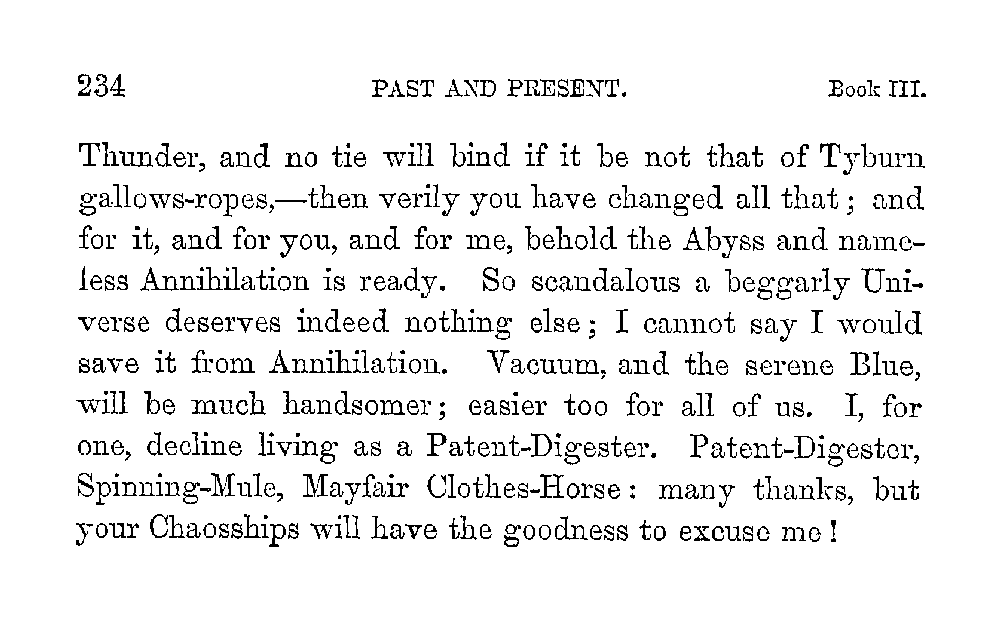 234 PAST AND PRESENT. Book III.
Thunder, and no tie will bind if it be not that of Tyburn
gallows-ropes,—then verily you have changed all that; and
for it, and for you, and for me, behold the Abyss and name-
less Annihilation is ready. So scandalous a beggarly Uni-
verse deserves indeed nothing else; I cannot say I would
save it from Annihilation. Vacuum, and the serene Blue,
will be much handsomer; easier too for all of us. I, for
one, decline living as a Patent-Digester. Patent-Digester,
Spinning-Mule, Mayfair Clothes-Horse: many thanks, but
your Chaosships will have the goodness to excuse me!